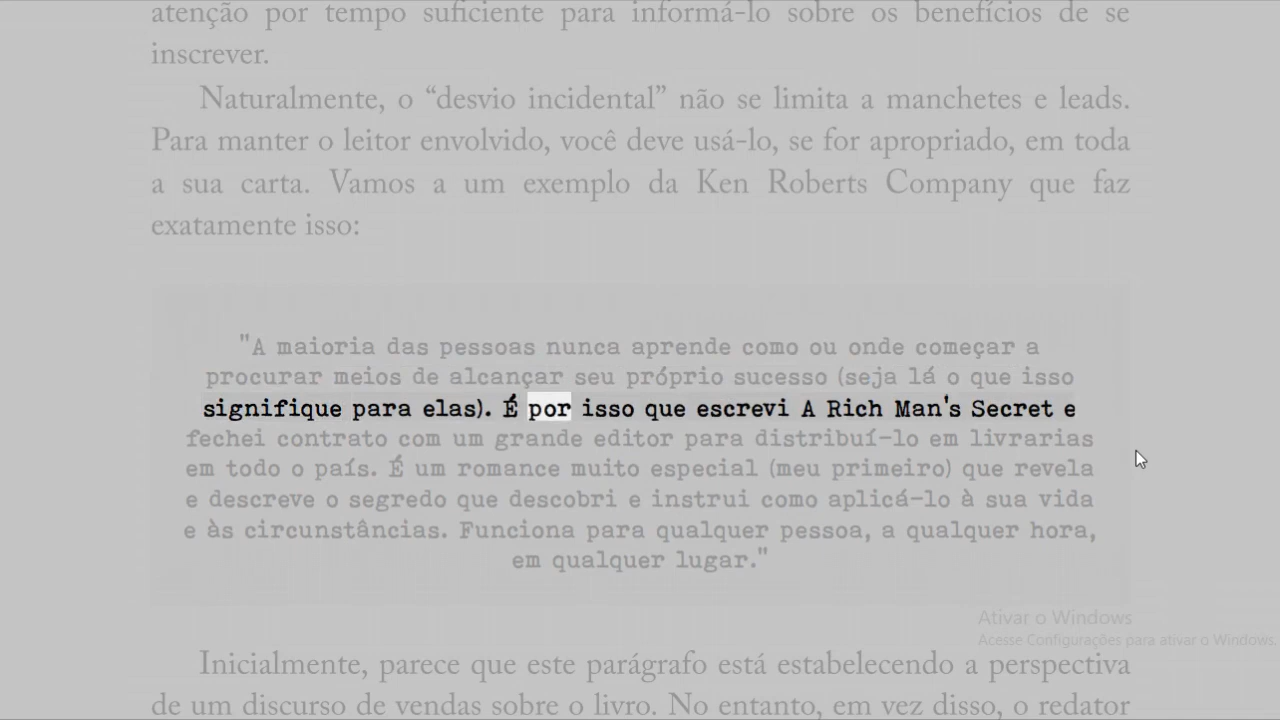 atenção por tempo suficiente para informá-lo sobre os benefícios de se
inscrever.
Naturalmente, o “desvio incidental” não se limita a manchetes e leads.
Para manter o leitor envolvido, você deve usá-lo, se for apropriado, em toda
a sua carta. Vamos a um exemplo da Ken Roberts Company que faz
exatamente isso:
"A maioria das pessoas nunca aprende como ou onde começar a
procurar meios de alcançar seu próprio sucesso (seja lá o que isso
signifique para elas). É por isso que escrevi A Rich Man's Secret e
fechei contrato com um grande editor para distribuí-lo em livrarias
em todo o país. É um romance muito especial (meu primeiro) que revela
e descreve o segredo que descobri e instrui como aplicá-lo à sua vida
e às circunstâncias. Funciona para qualquer pessoa, a qualquer hora,
em qualquer lugar."
Ativar o Windows
Acesse Configurações para ativar o Windows.
Inicialmente, parece que este parágrafo está estabelecendo a perspectiva
de um discurso de vendas sobre o livro. No entanto, em vez disso, o redator